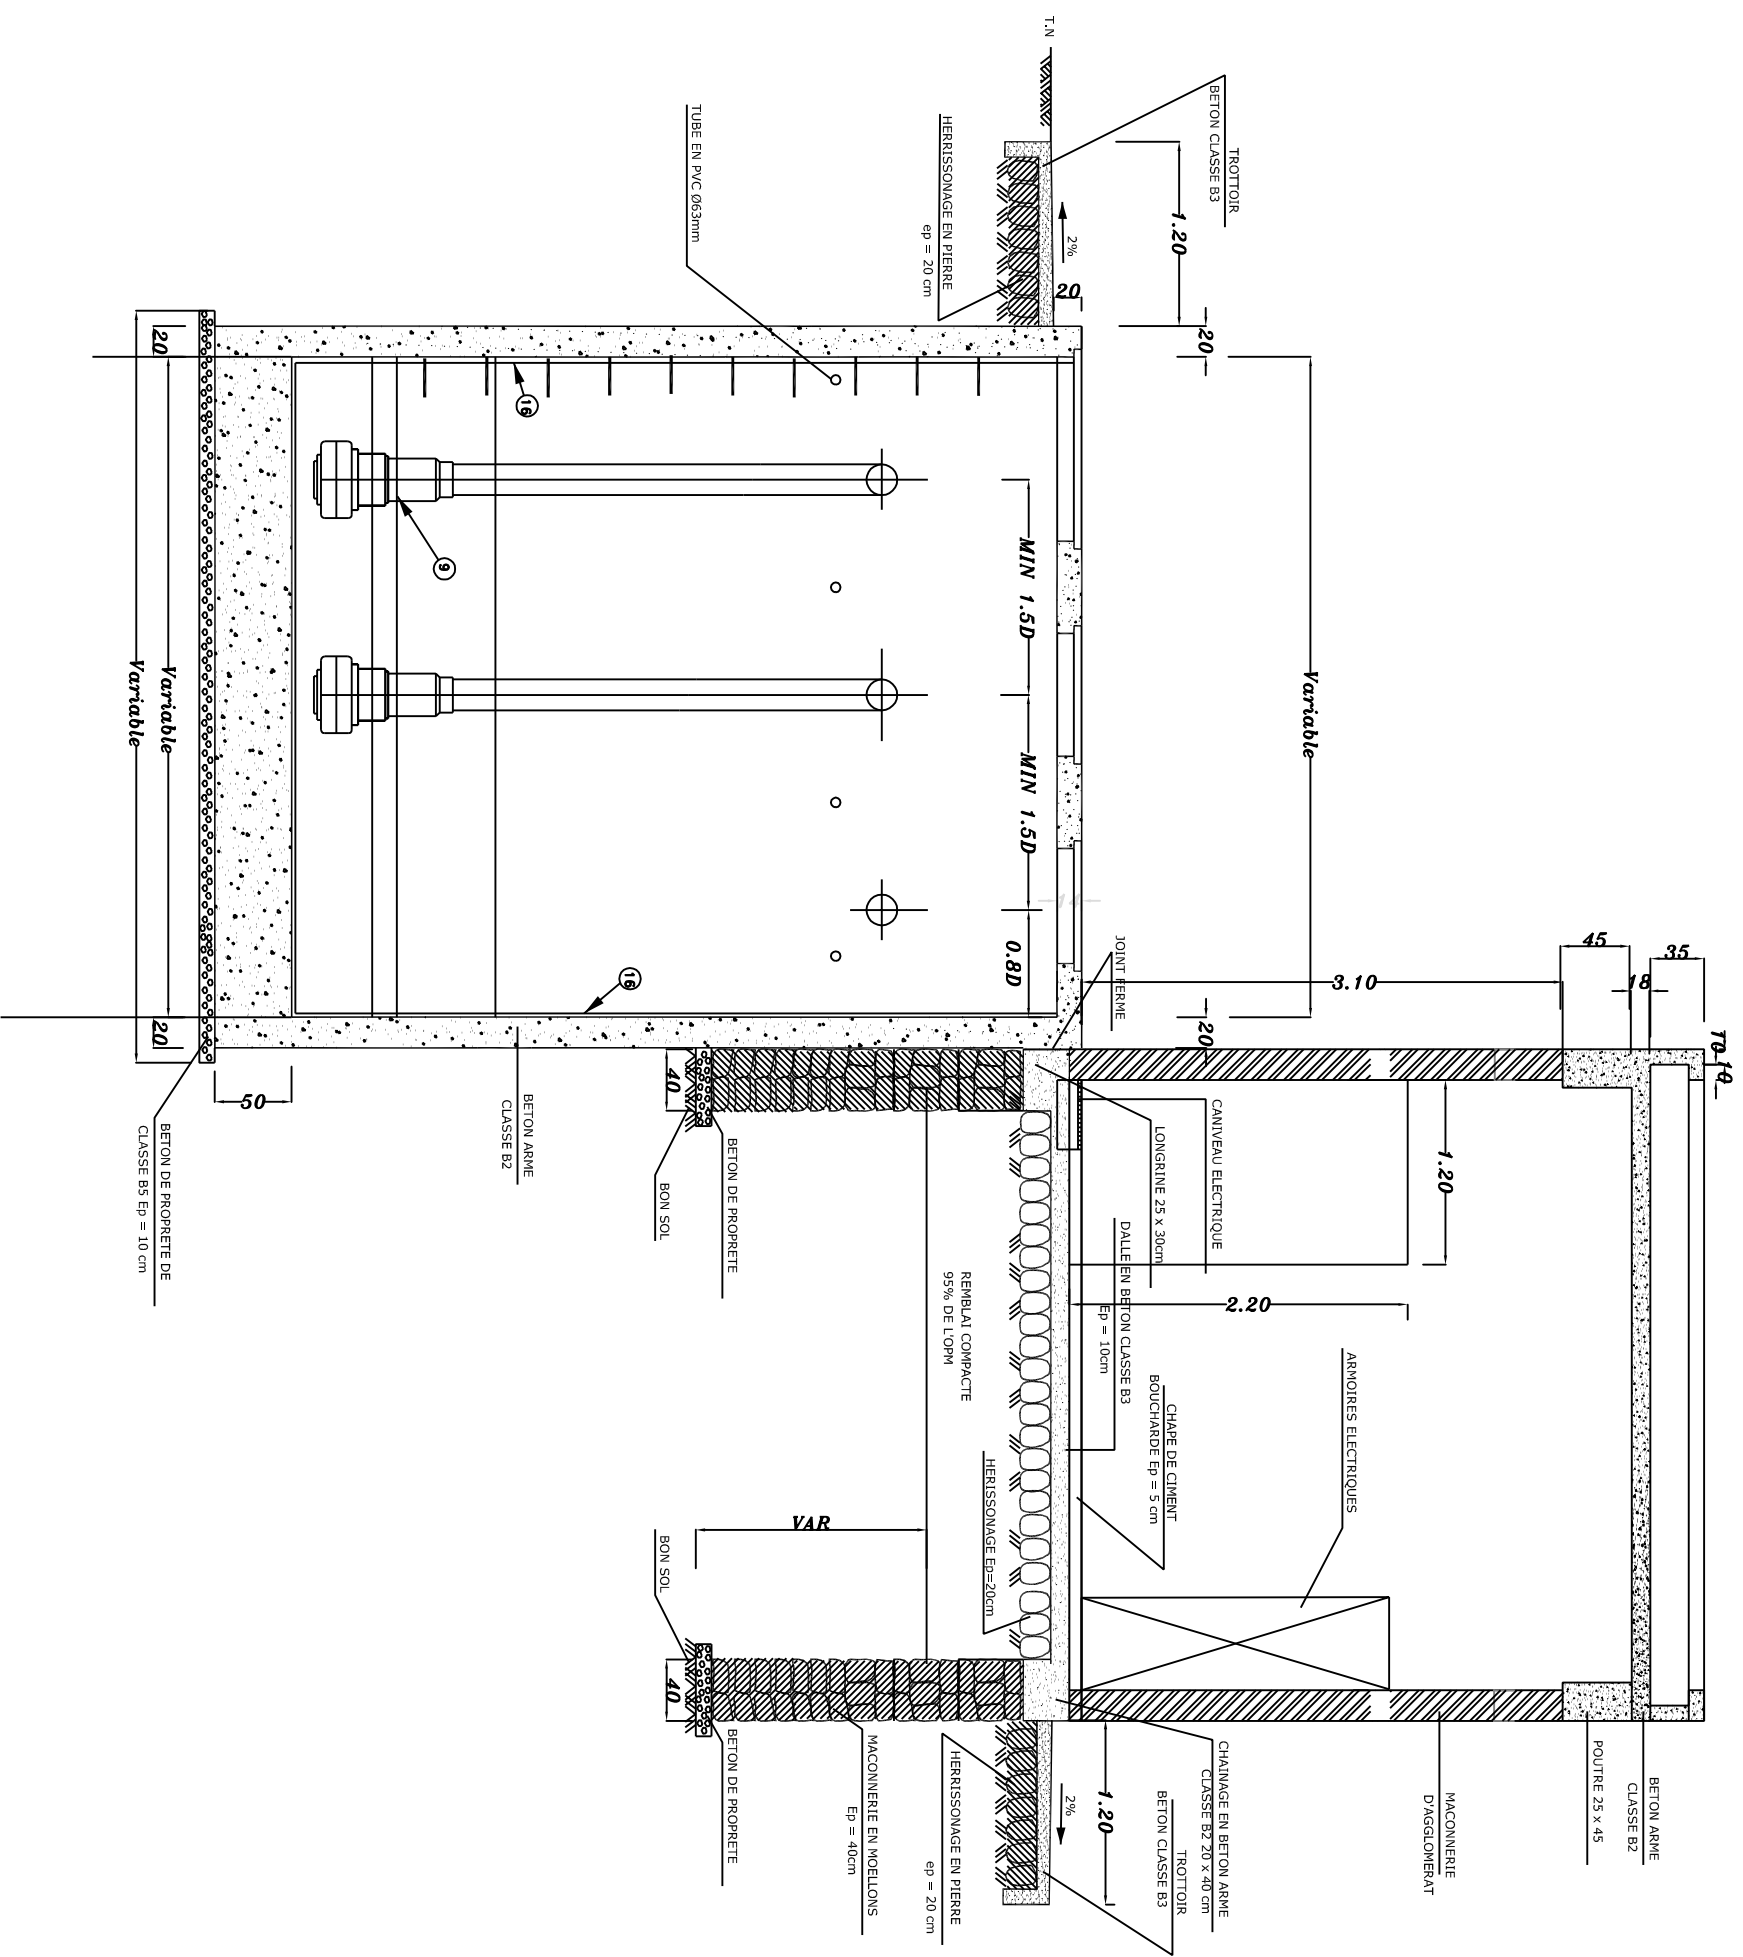 T.N
TROTTOIR
BETON CLASSE B3
HERRISSONAGE EN PIERRE
ep = 20 cm
TUBE EN PVC Ø63mm
2%
1.20
20
20
Variable
16
9
MIN 1.5D
MIN 1.5D
0.8D
14
16
20
Variable
Variable
20
50
BETON DE PROPRETE DE
CLASSE B5 Ep = 10 cm
BETON ARME
CLASSE B2
JOINT FERME
20
3.10
45
18
35
10
10
40
BON SOL
BETON DE PROPRETE
CANIVEAU ELECTRIQUE
LONGRINE 25 x 30cm
DALLE EN BETON CLASSE B3
Ep = 10cm
CHAPE DE CIMENT
BOUCHARDE Ep = 5 cm
1.20
2.20
ARMOIRES ELECTRIQUES
REMBLAI COMPACTE
95% DE L'OPM
HERISSONAGE Ep=20cm
VAR
BON SOL
40
BETON DE PROPRETE
MACONNERIE EN MOELLONS
Ep = 40cm
HERRISSONAGE EN PIERRE
ep = 20 cm
2%
1.20
TROTTOIR
BETON CLASSE B3
CHAINAGE EN BETON ARME
CLASSE B2 20 x 40 cm
MACONNERIE
D'AGGLOMERAT
POUTRE 25 x 45
BETON ARME
CLASSE B2